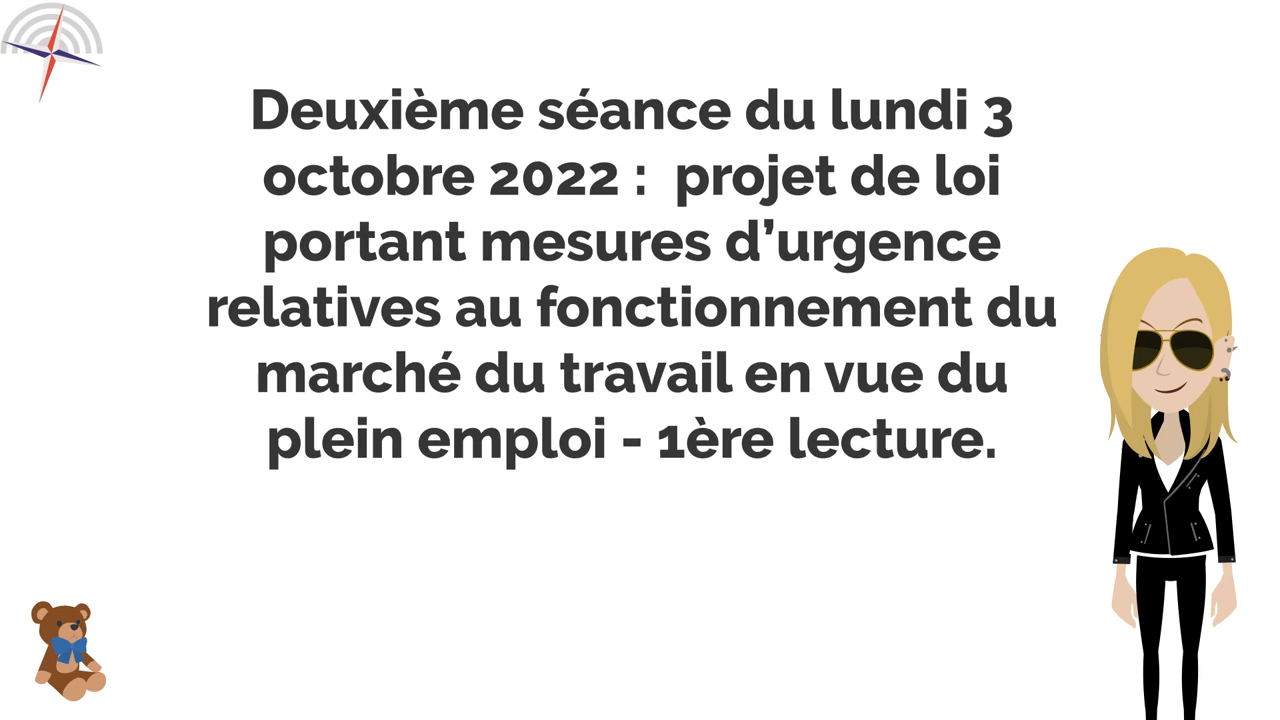 Deuxième séance du lundi 3
octobre 2022 :  projet de loi
portant mesures d’urgence
relatives au fonctionnement du
marché du travail en vue du
plein emploi - 1ère lecture.